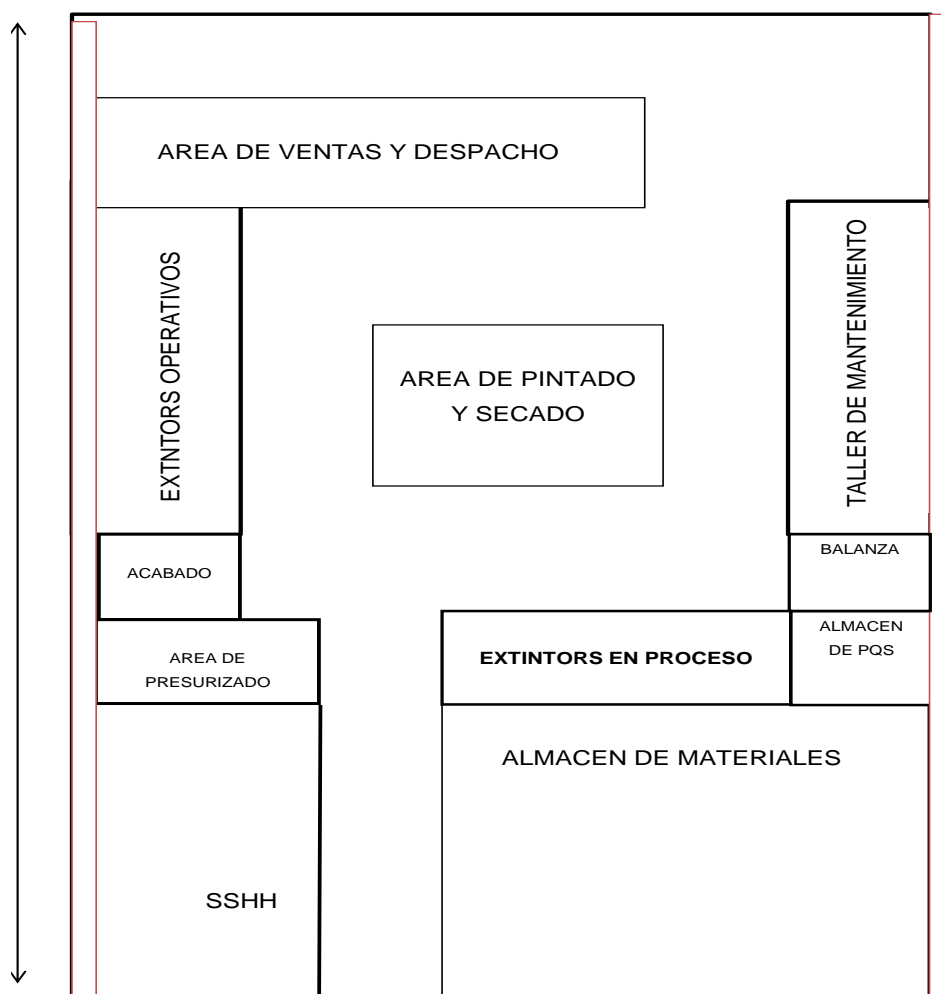 AREA DE VENTAS Y DESPACHO
EXTNTORS OPERATIVOS
TALLER DE MANTENIMIENTO
AREA DE PINTADO
Y SECADO
ACABADO
BALANZA
AREA DE
PRESURIZADO
EXTINTORS EN PROCESO
ALMACEN
DE PQS
ALMACEN DE MATERIALES
SSHH